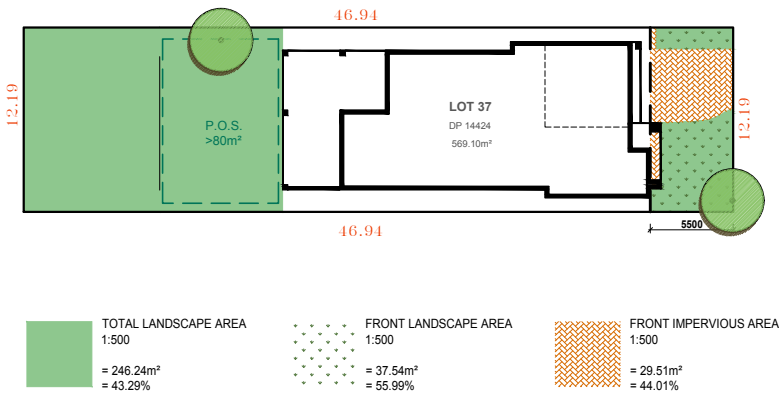 46.94
12.19
P.O.S.
>80m²
LOT 37
DP 14424
569.10m²
12.19
46.94
5500
TOTAL LANDSCAPE AREA
1:500
= 246.24m²
= 43.29%
FRONT LANDSCAPE AREA
1:500
= 37.54m²
= 55.99%
FRONT IMPERVIOUS AREA
1:500
= 29.51m²
= 44.01%